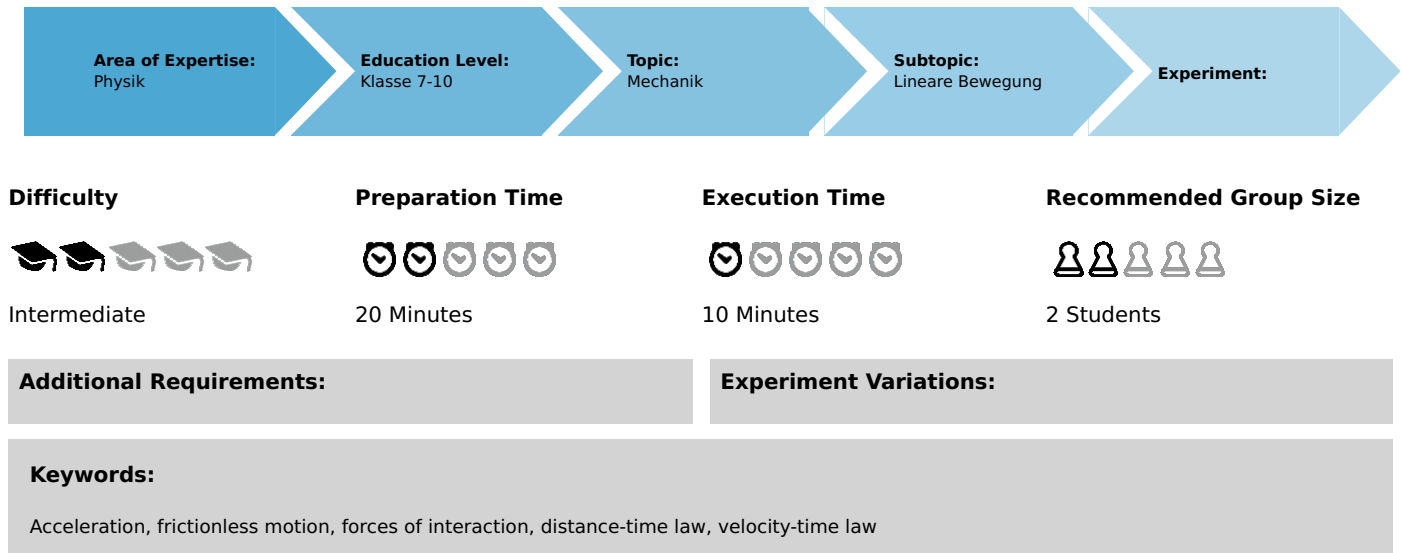 Area of Expertise:
Physik
Education Level:
Klasse 7-10
Topic:
Mechanik
Subtopic:
Lineare Bewegung
Experiment:
Difficulty
Intermediate
Preparation Time
20 Minutes
Execution Time
10 Minutes
Recommended Group Size
2 Students
Additional Requirements:
Experiment Variations:
Keywords:
Acceleration, frictionless motion, forces of interaction, distance-time law, velocity-time law